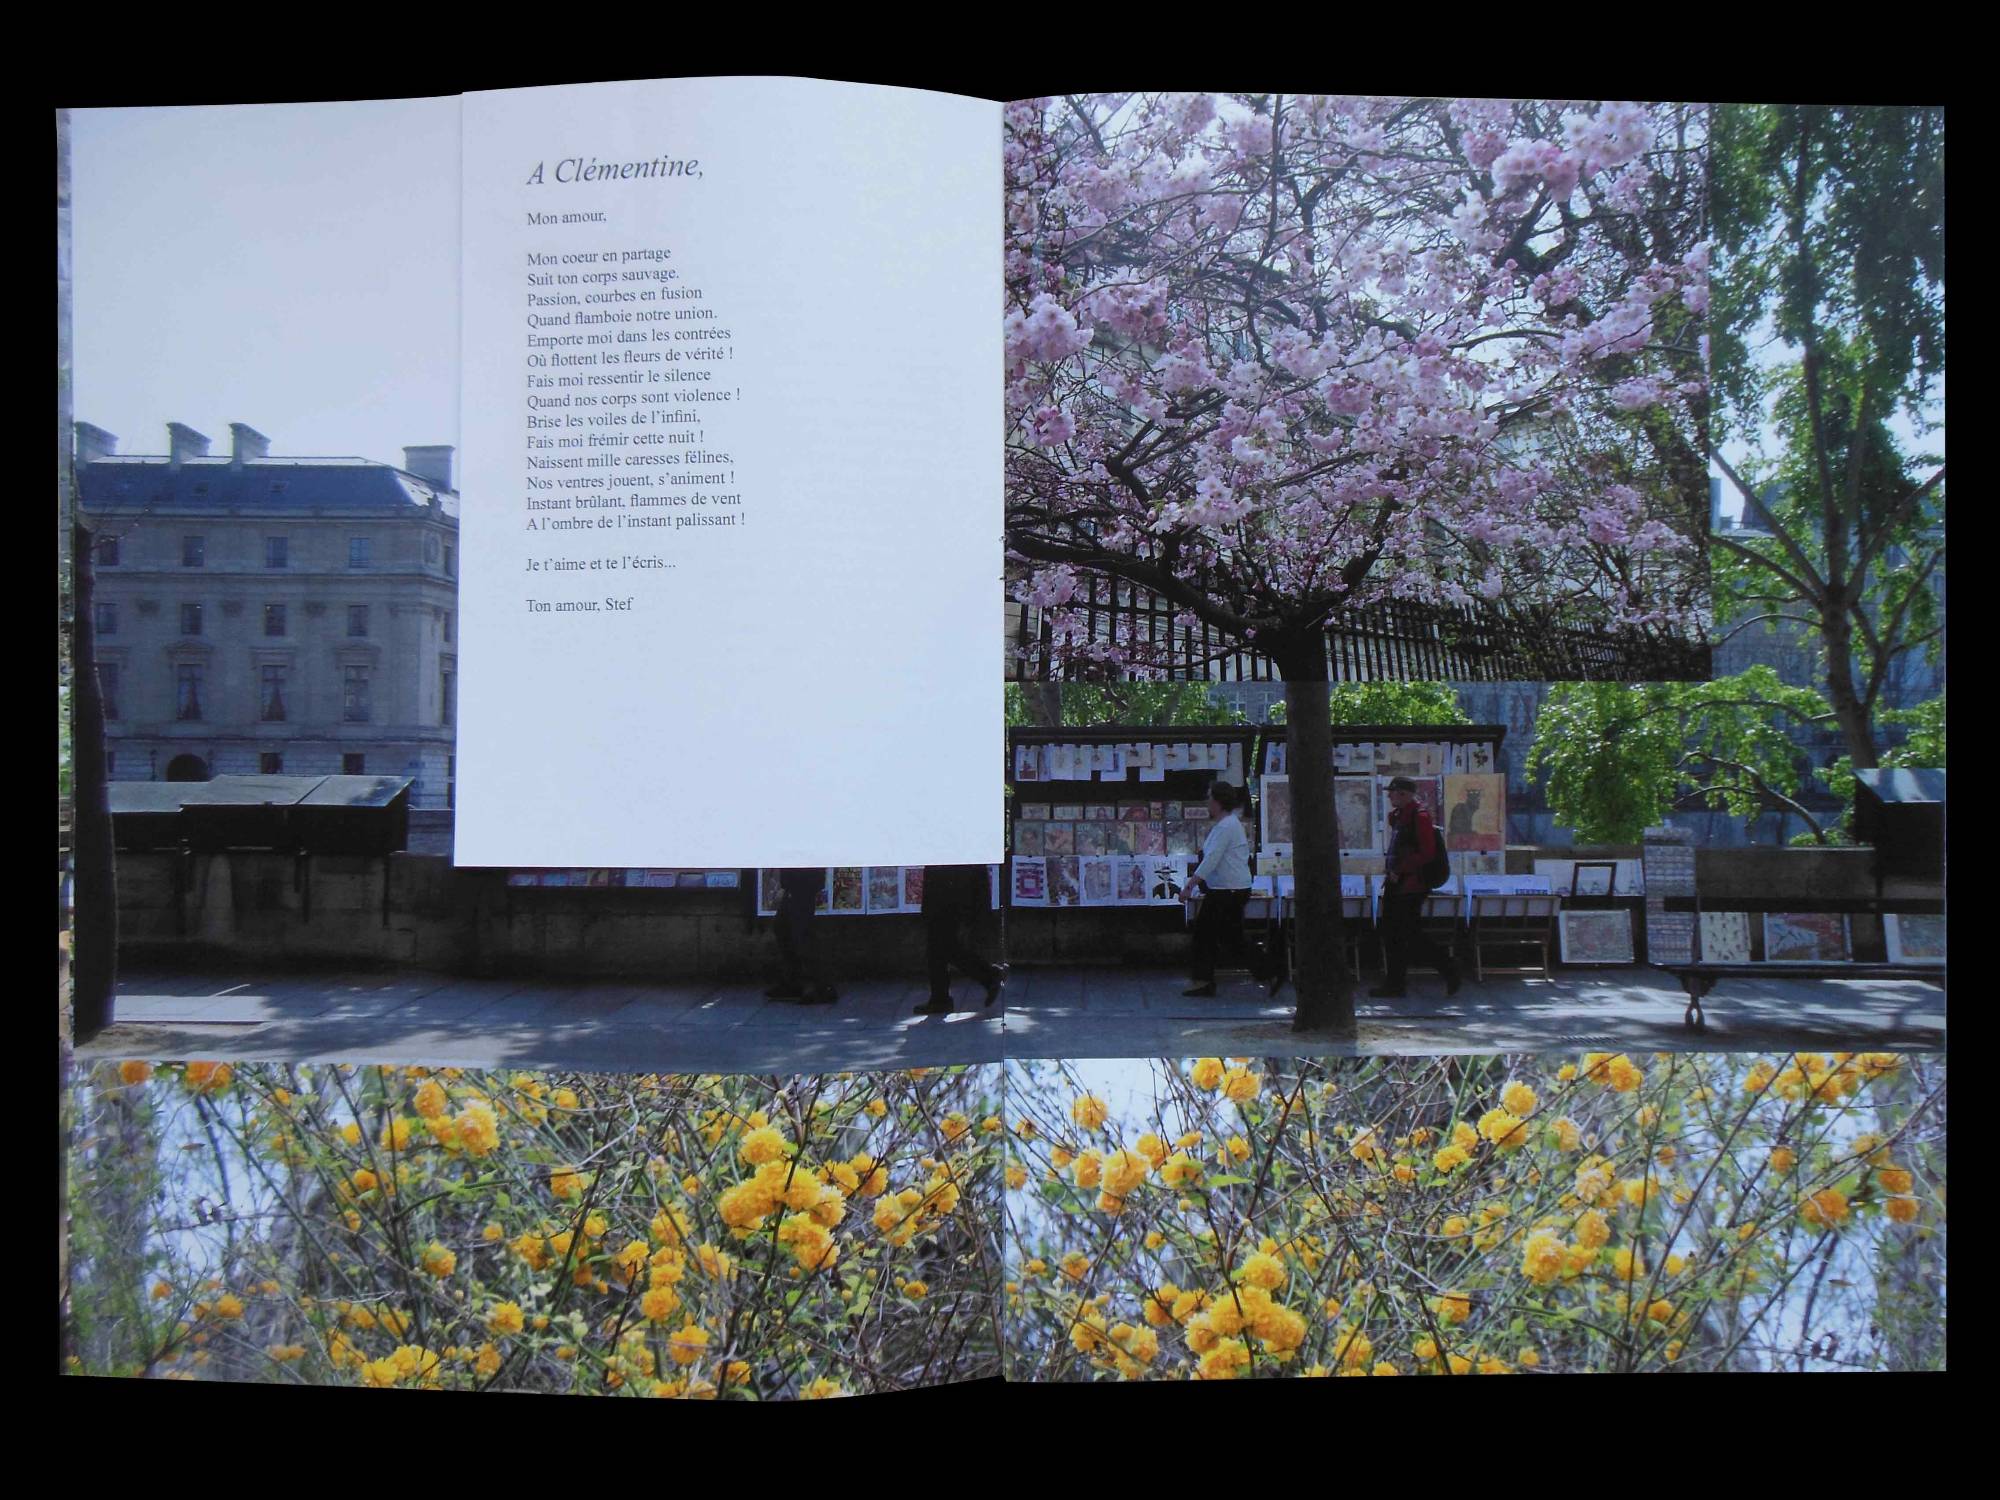 A Clémentine,
Mon amour,
Mon coeur en partage
Suit ton corps sauvage.
Passion, courbes en fusion
Quand flamboie notre union.
Emporte moi dans les contrées
Où flottent les fleurs de vérité !
Fais moi ressentir le silence
Quand nos corps sont violence !
Brise les voiles de l’infini,
Fais moi frémir cette nuit !
Naissent mille caresses félines,
Nos ventres jouent, s’animent !
Instant brûlant, flammes de vent
A l’ombre de l’instant palissant !
Je t’aime et te l’écris...
Ton amour, Stef